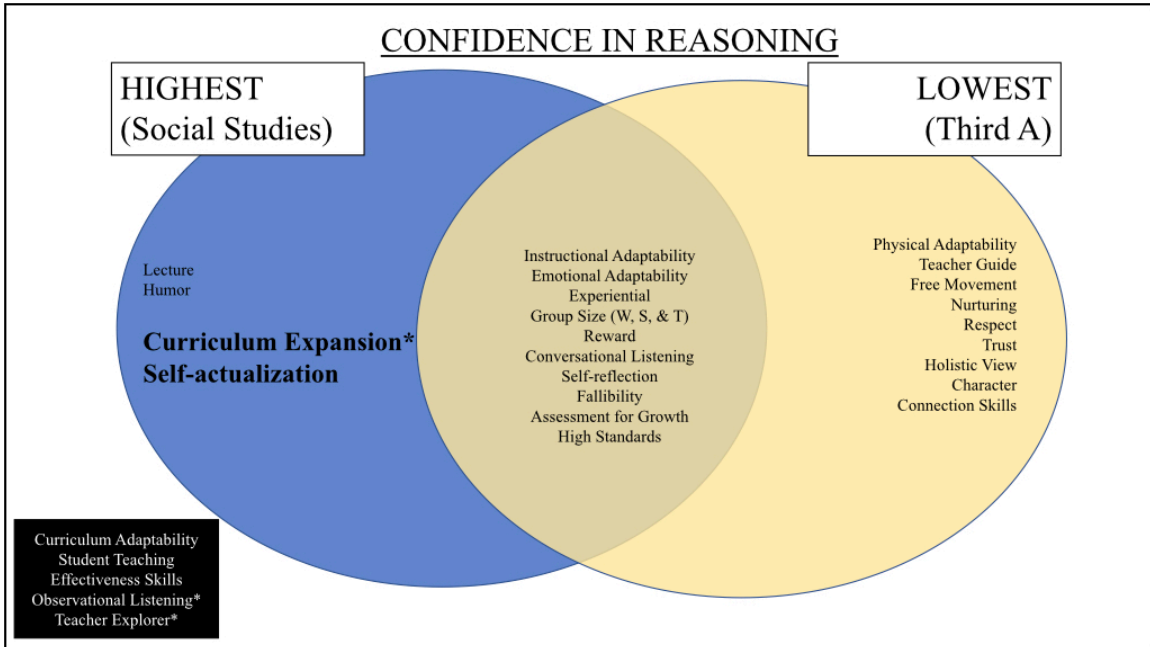 CONFIDENCE IN REASONING
HIGHEST
(Social Studies)
LOWEST
(Third A)
Lecture
Humor
Curriculum Expansion*
Self-actualization
Instructional Adaptability
Emotional Adaptability
Experiential
Group Size (W, S, & T)
Reward
Conversational Listening
Self-reflection
Fallibility
Assessment for Growth
High Standards
Physical Adaptability
Teacher Guide
Free Movement
Nurturing
Respect
Trust
Holistic View
Character
Connection Skills
Curriculum Adaptability
Student Teaching
Effectiveness Skills
Observational Listening*
Teacher Explorer*